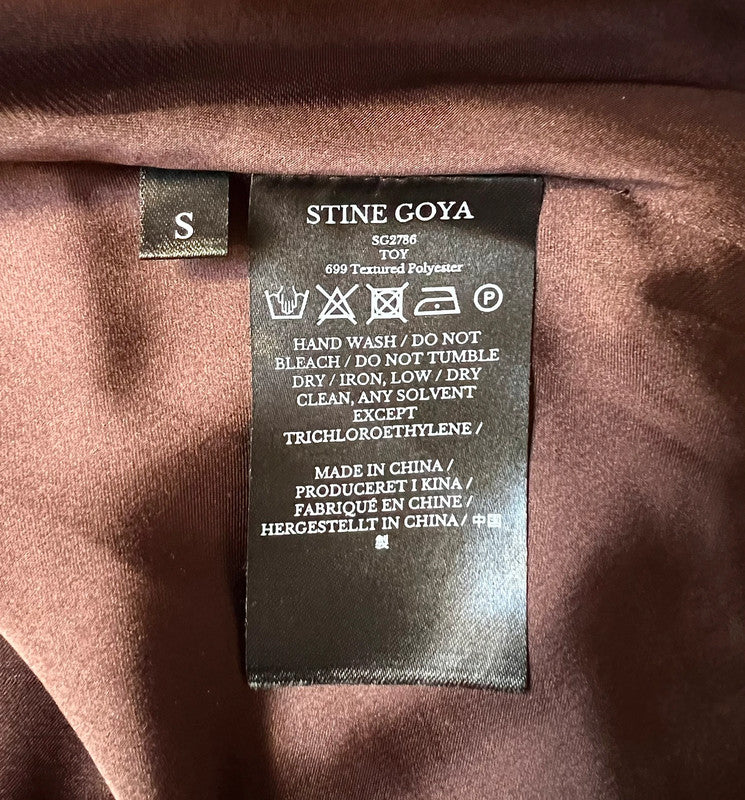 S
STINE GOYA
SG2786
TOY
699 Textured Polyester
P
HAND WASH / DO NOT
BLEACH / DO NOT TUMBLE
DRY / IRON, LOW / DRY
CLEAN, ANY SOLVENT
EXCEPT
TRICHLOROETHYLENE /
MADE IN CHINA /
PRODUCERET I KINA /
FABRIQUÉ EN CHINE /
HERGESTELLT IN CHINA / 中国
製